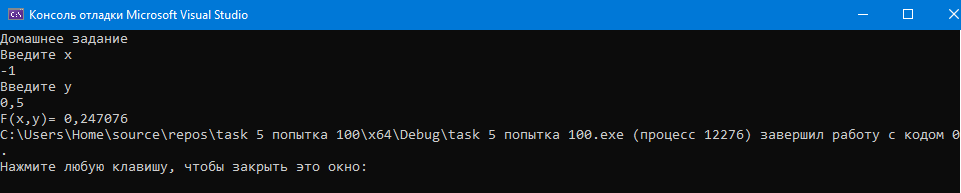 Консоль отладки Microsoft Visual Studio
Домашнее задание
Введите x
-1
Введите y
0,5
F(x,y)= 0,247076
C:\Users\Home\source\repos\task 5 попытка 100\x64\Debug\task 5 попытка 100.exe (процесс 12276) завершил работу с кодом 0
.
Нажмите любую клавишу, чтобы закрыть это окно: